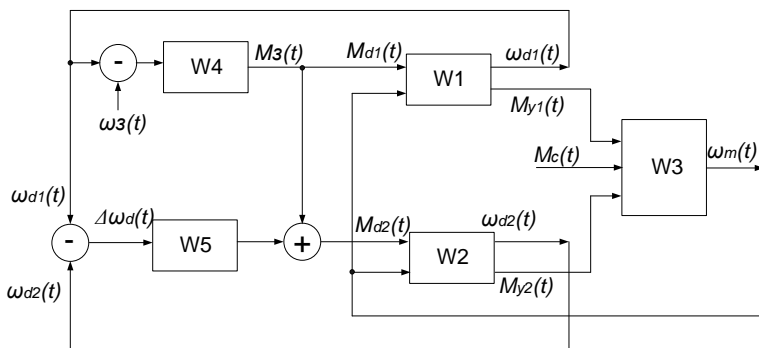 W4
Mз(t)
Md1(t)
W1
ωd1(t)
My1(t)
-
ωз(t)
Mc(t)
W3
ωm(t)
ωd1(t)
Δωd(t)
-
W5
+
Md2(t)
W2
ωd2(t)
My2(t)
ωd2(t)